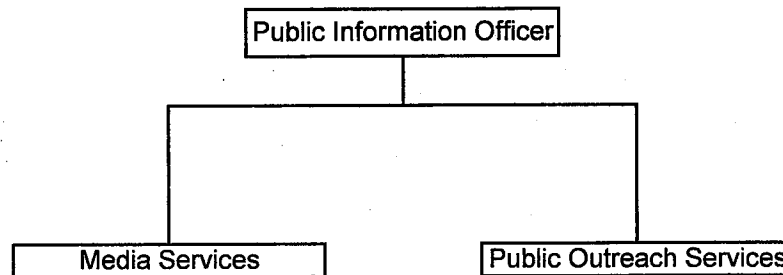 Public Information Officer
Media Services
Public Outreach Services